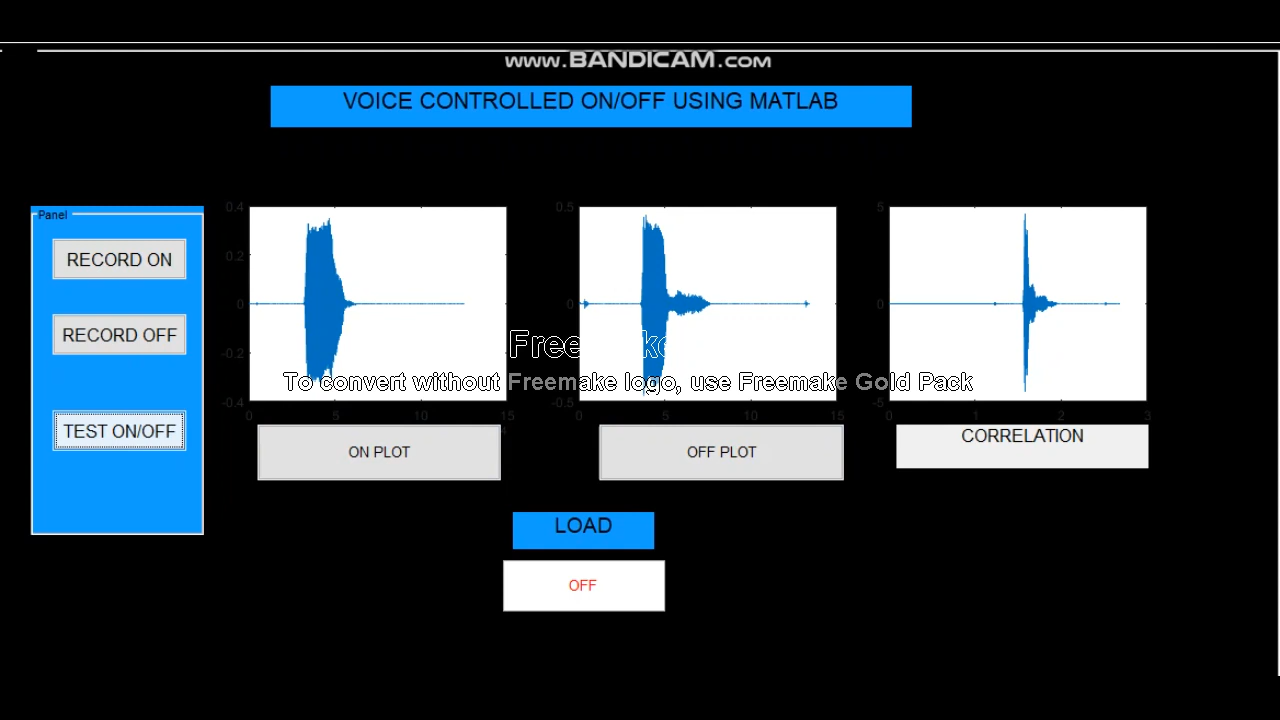 www.BANDICAM.com
VOICE CONTROLLED ON/OFF USING MATLAB
Panel
RECORD ON
RECORD OFF
TEST ON/OFF
0.4
0.2
0
-0.2
-0.4
0 5 10 15
0.5
0
-0.5
0 5 10 15
5
0
-5
0 1 2 3
To convert without Freemake logo, use Freemake Gold Pack
ON PLOT
OFF PLOT
CORRELATION
LOAD
OFF